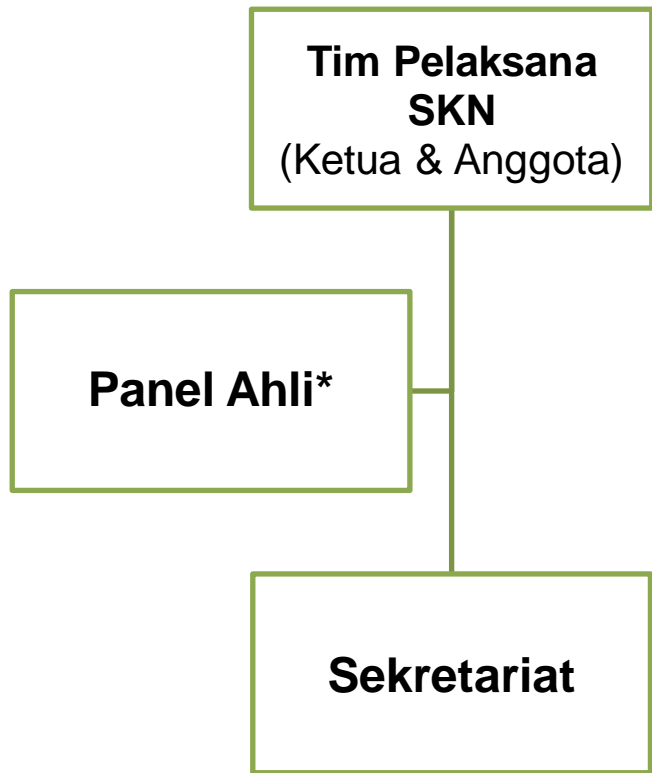 Tim Pelaksana
SKN
(Ketua & Anggota)
Panel Ahli*
Sekretariat